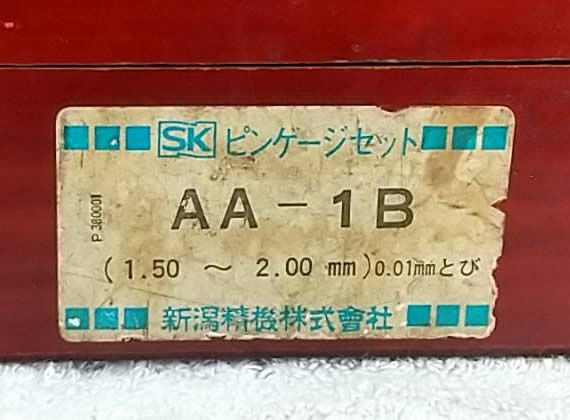 SK ピンゲージセット
AA-1B
P 380001
(1.50 ~ 2.00 mm) 0.01mmとび
新潟精機株式會社